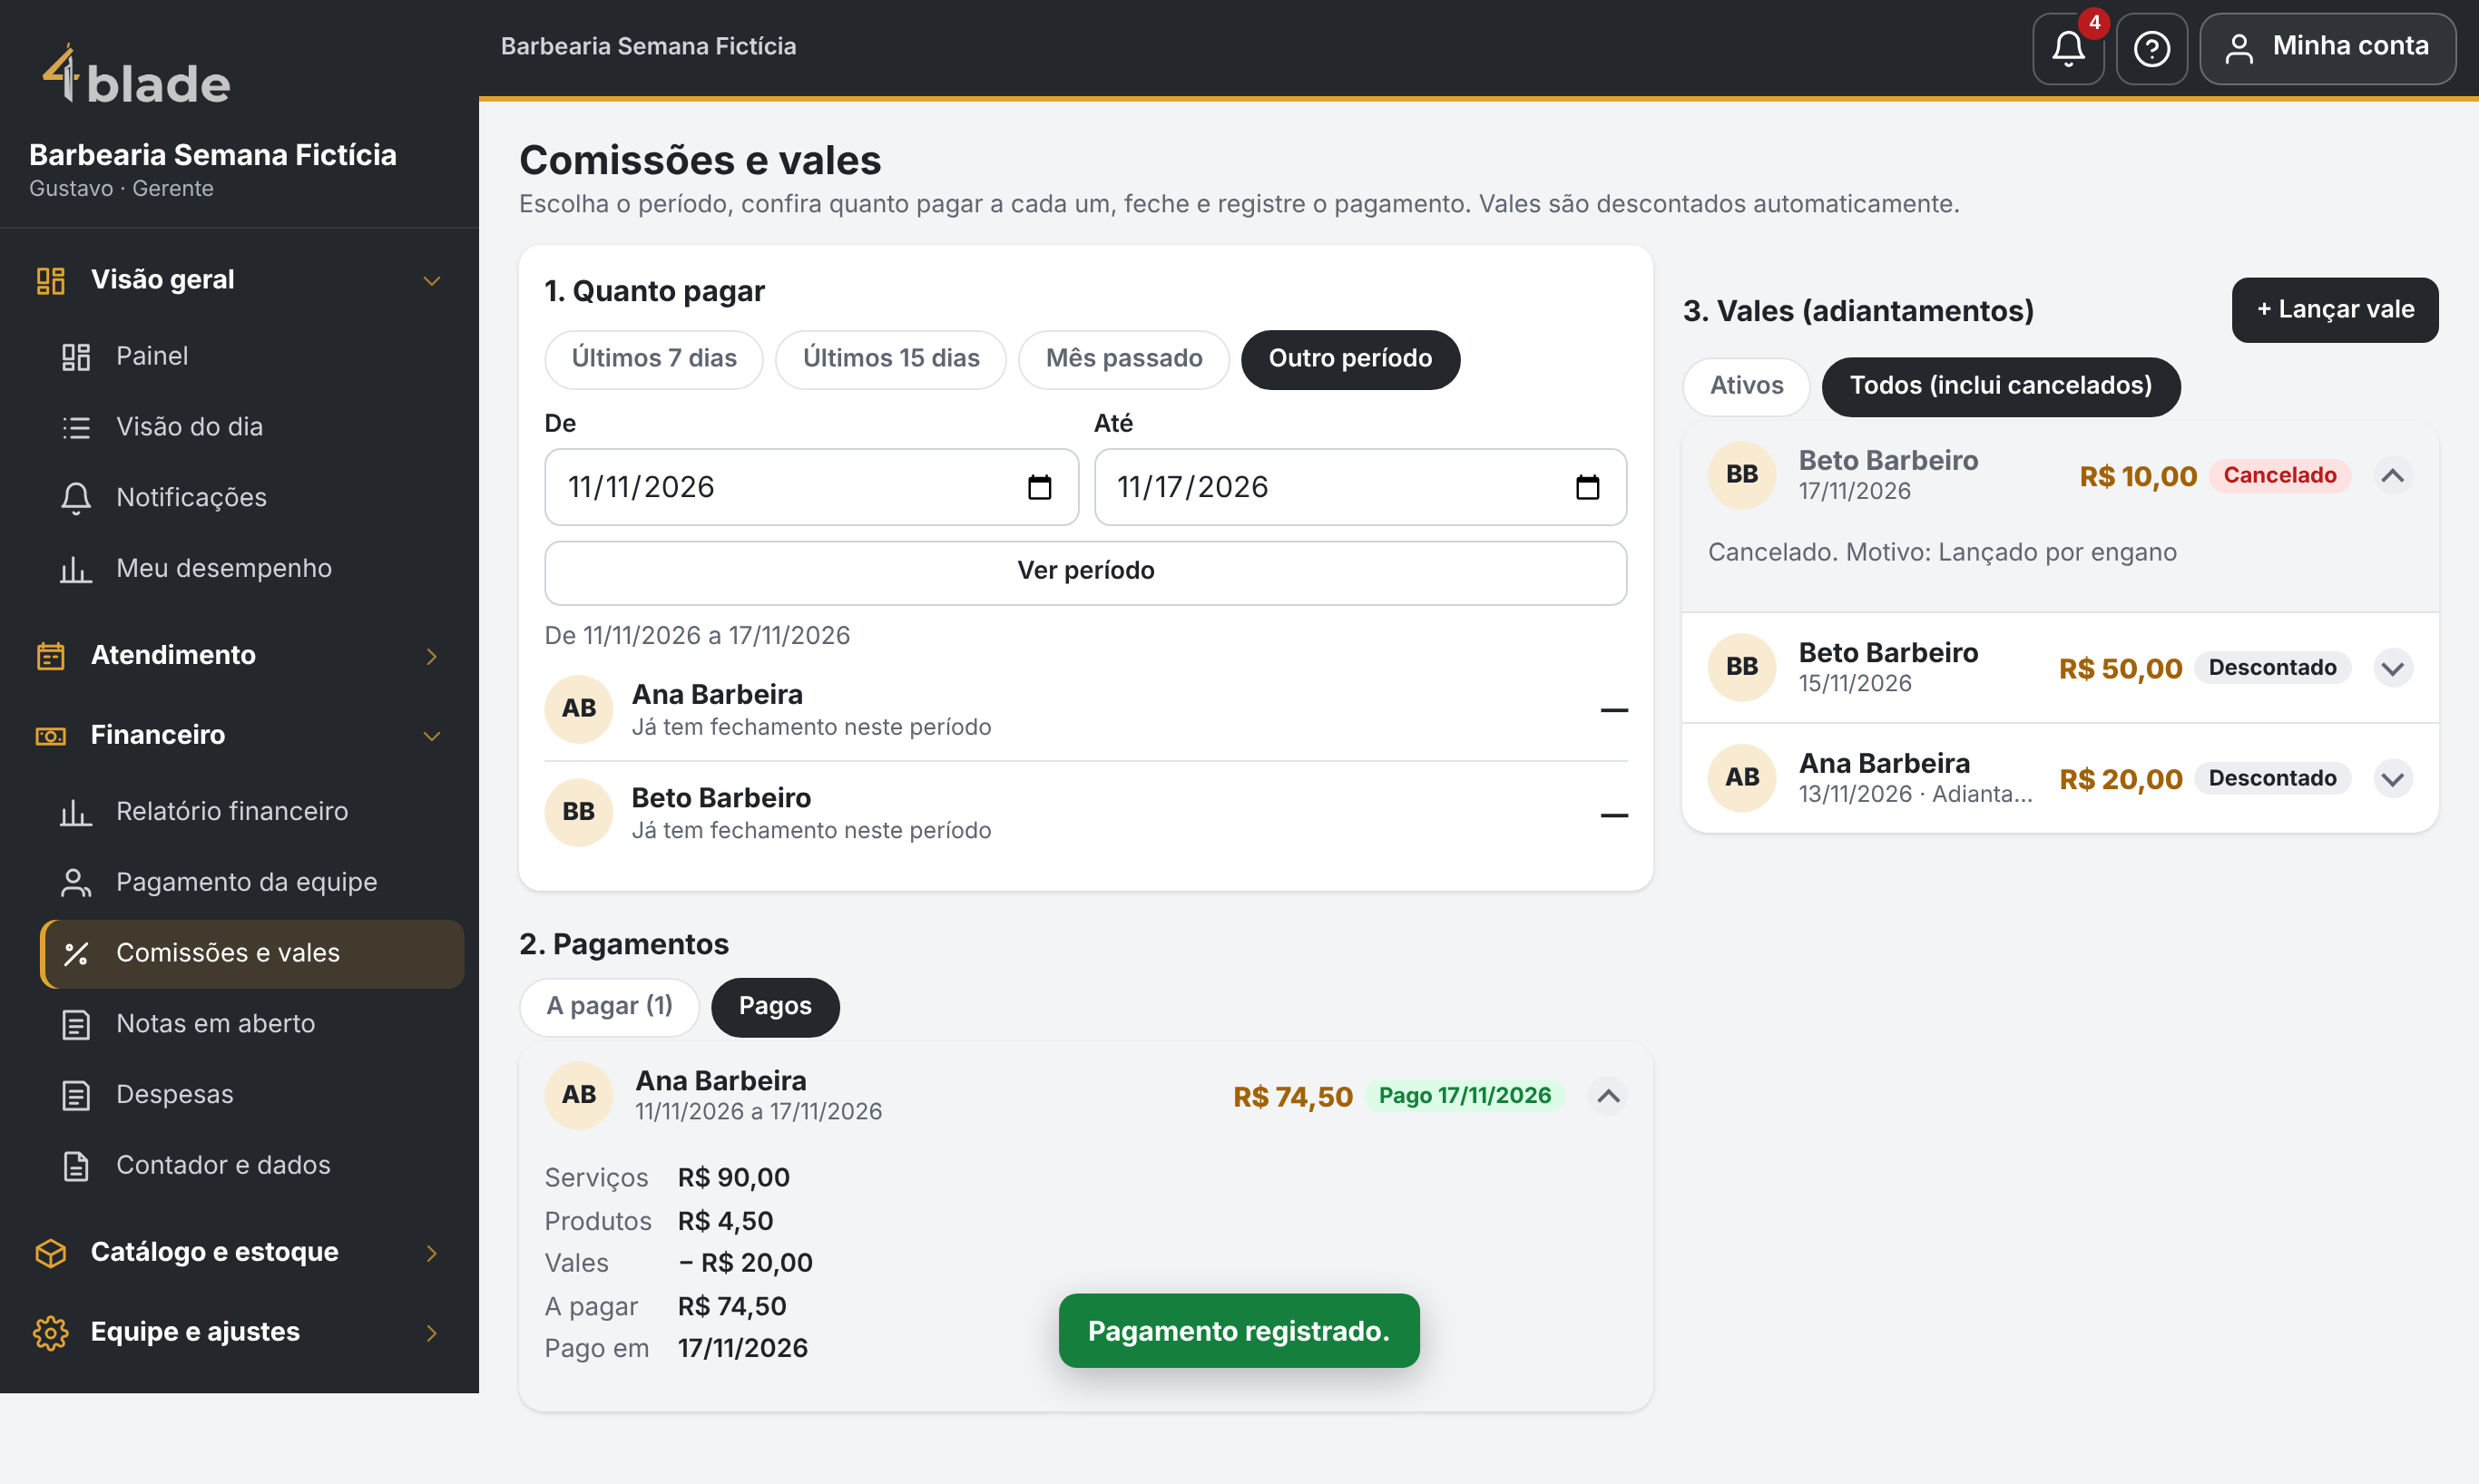 4blade
Barbearia Semana Fictícia
Gustavo · Gerente
Visão geral
Painel
Visão do dia
Notificações
Meu desempenho
Atendimento
Financeiro
Relatório financeiro
Pagamento da equipe
Comissões e vales
Notas em aberto
Despesas
Contador e dados
Catálogo e estoque
Equipe e ajustes
Barbearia Semana Fictícia
4
Minha conta
Comissões e vales
Escolha o período, confira quanto pagar a cada um, feche e registre o pagamento. Vales são descontados automaticamente.
1. Quanto pagar
Últimos 7 dias
Últimos 15 dias
Mês passado
Outro período
De
Até
11/11/2026
11/17/2026
Ver período
De 11/11/2026 a 17/11/2026
AB
Ana Barbeira
Já tem fechamento neste período
—
BB
Beto Barbeiro
Já tem fechamento neste período
—
2. Pagamentos
A pagar (1)
Pagos
AB
Ana Barbeira
11/11/2026 a 17/11/2026
R$ 74,50
Pago 17/11/2026
Serviços R$ 90,00
Produtos R$ 4,50
Vales − R$ 20,00
A pagar R$ 74,50
Pago em 17/11/2026
Pagamento registrado.
3. Vales (adiantamentos)
+ Lançar vale
Ativos
Todos (inclui cancelados)
BB
Beto Barbeiro
17/11/2026
R$ 10,00
Cancelado
Cancelado. Motivo: Lançado por engano
BB
Beto Barbeiro
15/11/2026
R$ 50,00
Descontado
AB
Ana Barbeira
13/11/2026 · Adianta...
R$ 20,00
Descontado